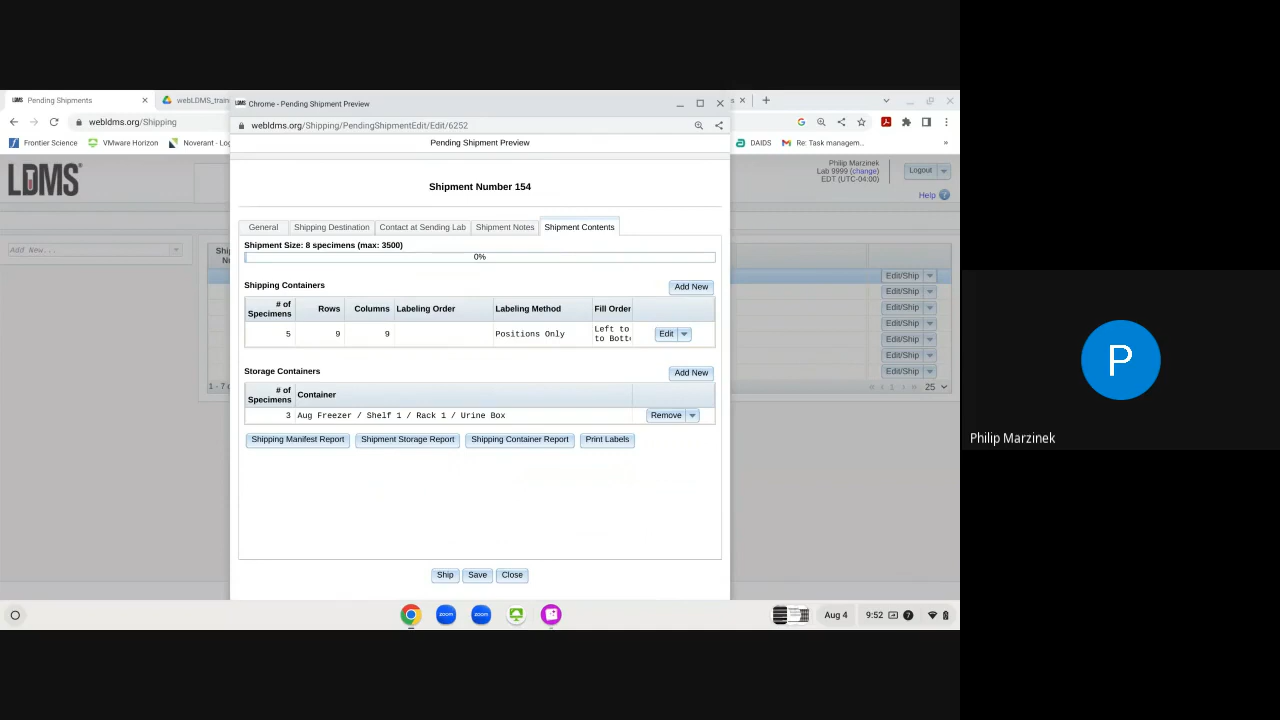 Pending Shipments
webLDMS_train
Chrome - Pending Shipment Preview
webldms.org/Shipping
webldms.org/Shipping/PendingShipmentEdit/Edit/6252
Frontier Science
VMware Horizon
Noverant - Log
DAIDS
Re: Task managem...
»
Pending Shipment Preview
LDMS
Philip Marzinek
Lab 9999 (change)
EDT (UTC-04:00)
Logout
Help
Shipment Number 154
General
Shipping Destination
Contact at Sending Lab
Shipment Notes
Shipment Contents
Add New...
Shipment Size: 8 specimens (max: 3500)
0%
Shipping Containers
Add New
# of Specimens Rows Columns Labeling Order Labeling Method Fill Order
5 9 9 Positions Only Left to
Edit
Storage Containers
Add New
# of Specimens Container
3 Aug Freezer / Shelf 1 / Rack 1 / Urine Box
Remove
Shipping Manifest Report
Shipment Storage Report
Shipping Container Report
Print Labels
Edit/Ship
Edit/Ship
Edit/Ship
Edit/Ship
Edit/Ship
Edit/Ship
Edit/Ship
1
25
Ship
Save
Close
zoom
zoom
Aug 4
9:52
7
P
Philip Marzinek